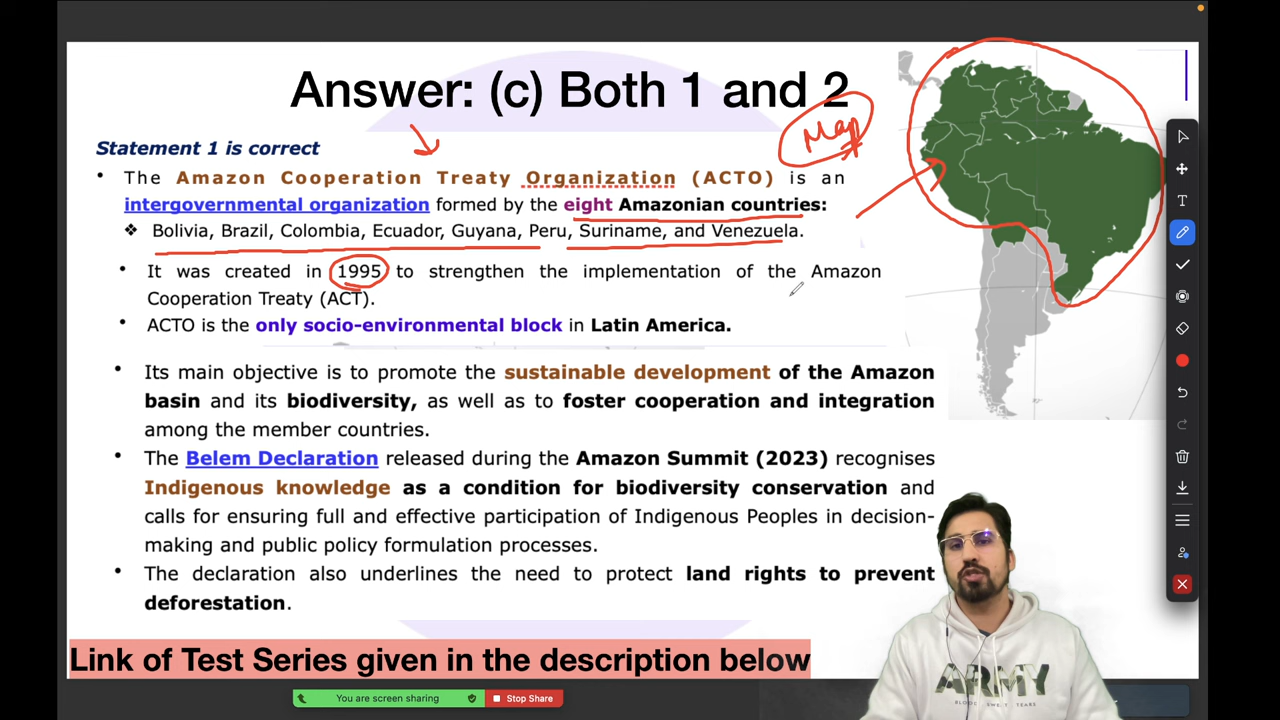 Answer: (c) Both 1 and 2
Map
Statement 1 is correct
• The Amazon Cooperation Treaty Organization (ACTO) is an
intergovernmental organization formed by the eight Amazonian countries:
❖ Bolivia, Brazil, Colombia, Ecuador, Guyana, Peru, Suriname, and Venezuela.
• It was created in 1995 to strengthen the implementation of the Amazon
Cooperation Treaty (ACT).
• ACTO is the only socio-environmental block in Latin America.
• Its main objective is to promote the sustainable development of the Amazon
basin and its biodiversity, as well as to foster cooperation and integration
among the member countries.
• The Belem Declaration released during the Amazon Summit (2023) recognises
Indigenous knowledge as a condition for biodiversity conservation and
calls for ensuring full and effective participation of Indigenous Peoples in decision-
making and public policy formulation processes.
• The declaration also underlines the need to protect land rights to prevent
deforestation.
Link of Test Series given in the description below
You are screen sharing
Stop Share
T
ARMY